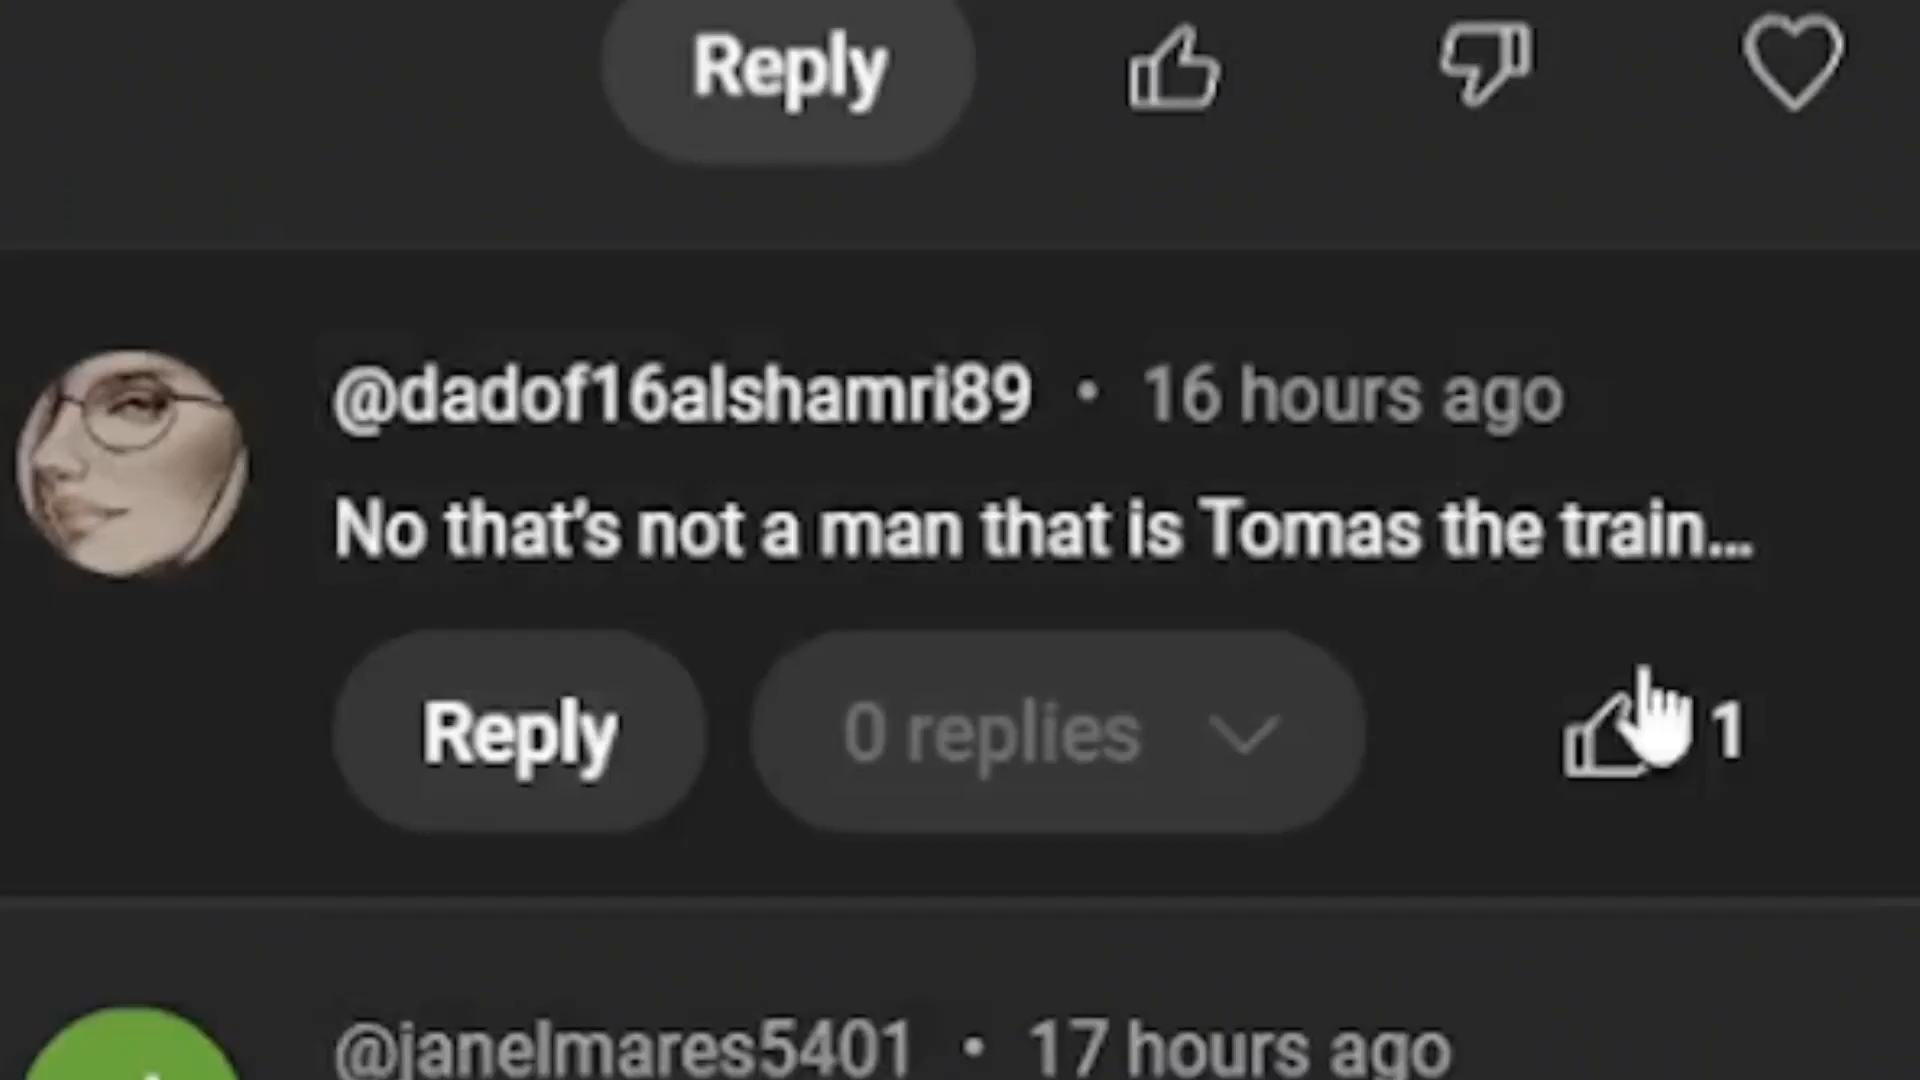 Reply
@dadof16alshamri89 • 16 hours ago
No that's not a man that is Tomas the train...
Reply
0 replies
1
@janelmares5401 • 17 hours ago